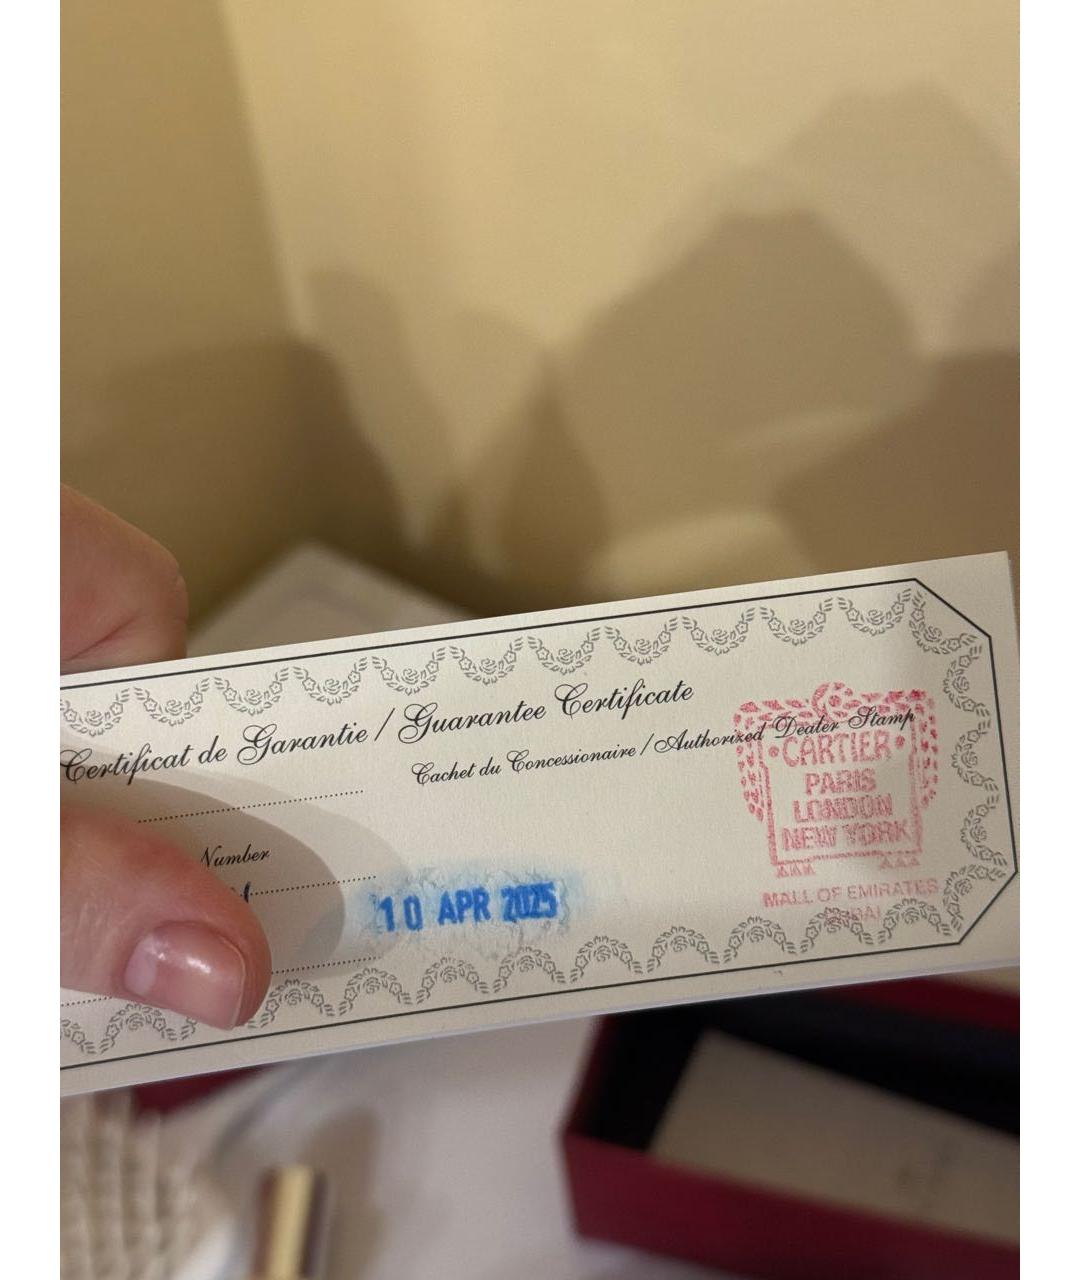 Certificat de Garantie / Guarantee Certificate
Cachet du Concessionaire / Authorized Dealer Stamp
Number
10 APR 2025
CARTIER
PARIS
LONDON
NEW YORK
MALL OF EMIRATES